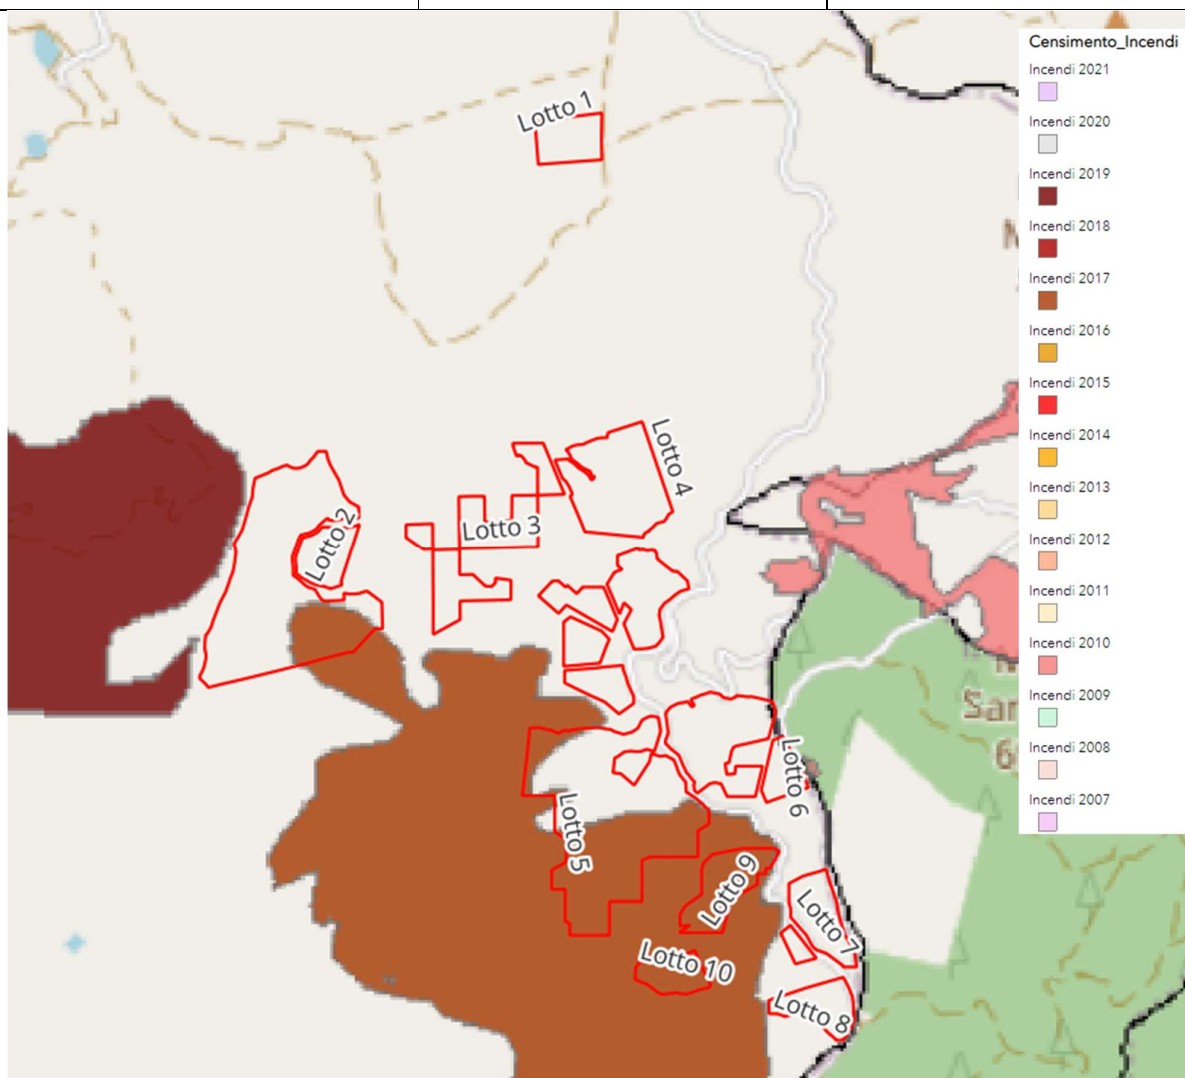 Censimento_Incendi
Incendi 2021
Incendi 2020
Incendi 2019
Incendi 2018
Incendi 2017
Incendi 2016
Incendi 2015
Incendi 2014
Incendi 2013
Incendi 2012
Incendi 2011
Incendi 2010
Incendi 2009
Incendi 2008
Incendi 2007
Lotto 1
Lotto 2
Lotto 3
Lotto 4
Lotto 5
Lotto 6
Lotto 7
Lotto 8
Lotto 9
Lotto 10